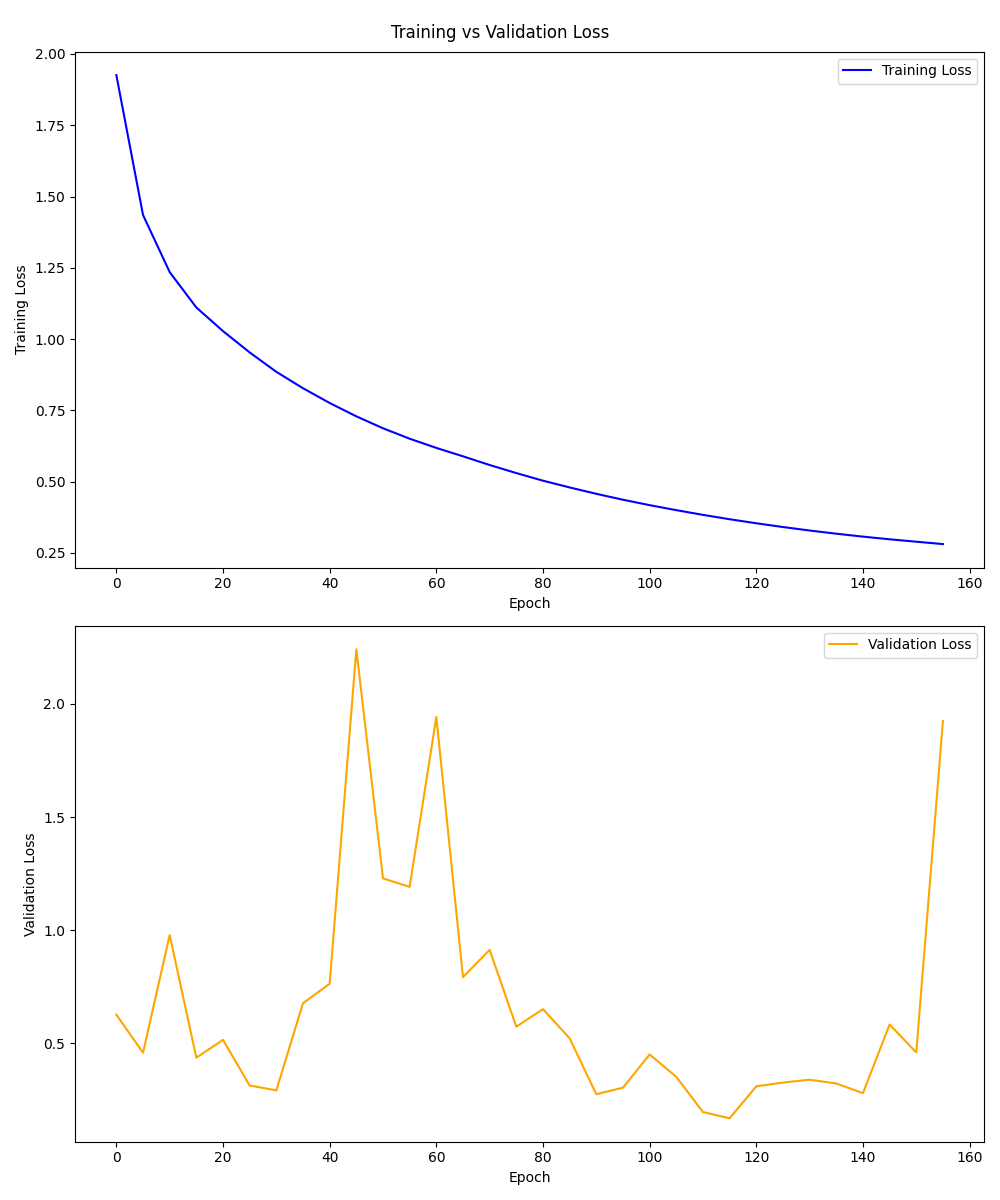 Training vs Validation Loss
2.00
1.75
1.50
1.25
1.00
0.75
0.50
0.25
Training Loss
Training Loss
0 20 40 60 80 100 120 140 160
Epoch
2.0
1.5
1.0
0.5
Validation Loss
Validation Loss
0 20 40 60 80 100 120 140 160
Epoch